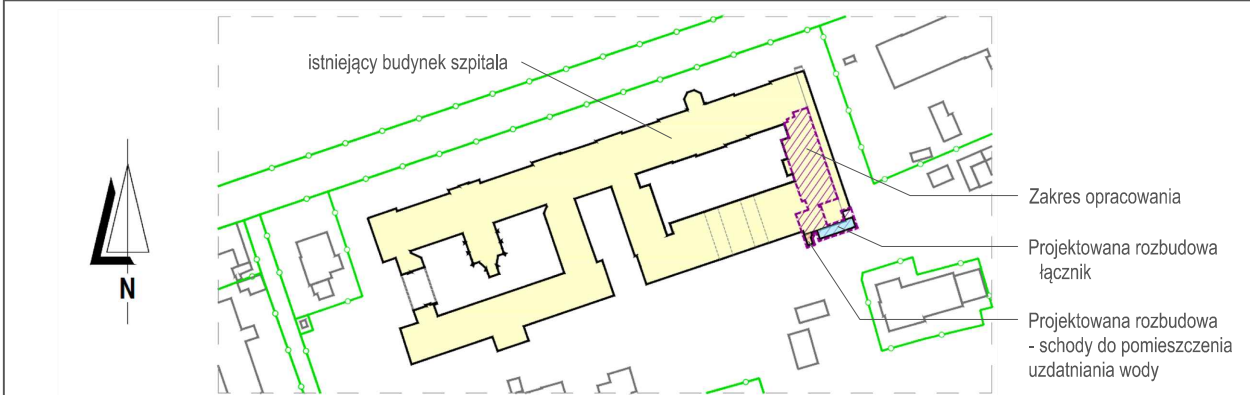 istniejący budynek szpitala
Zakres opracowania
Projektowana rozbudowa
łącznik
Projektowana rozbudowa
- schody do pomieszczenia
uzdatniania wody
N